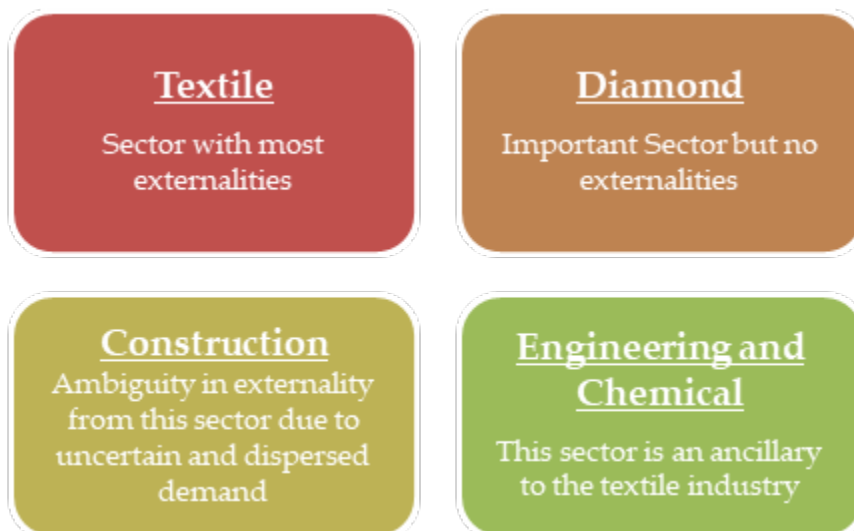 Textile
Sector with most
externalities
Diamond
Important Sector but no
externalities
Construction
Ambiguity in externality
from this sector due to
uncertain and dispersed
demand
Engineering and
Chemical
This sector is an ancillary
to the textile industry